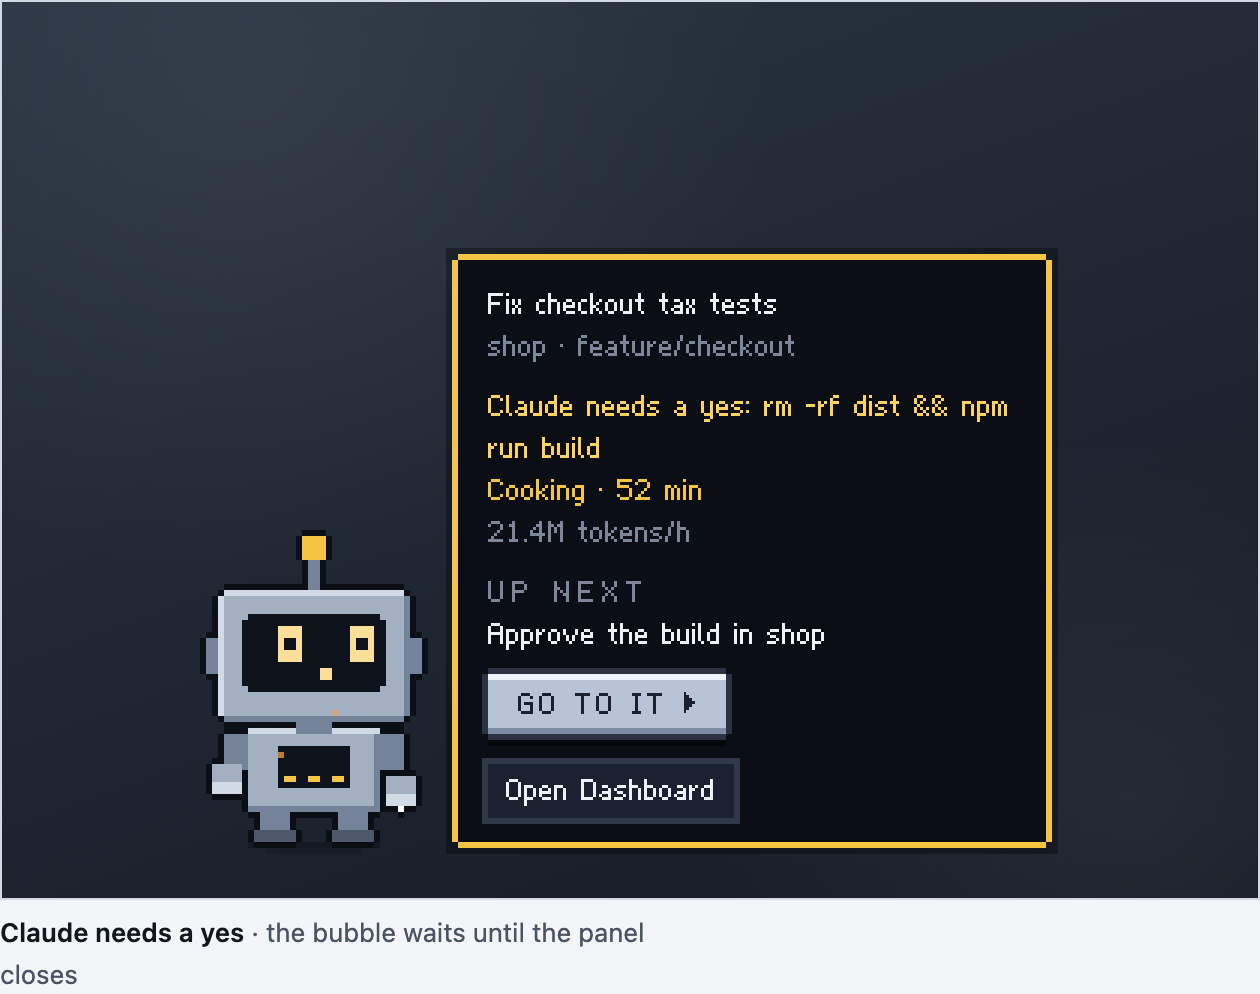 Fix checkout tax tests
shop · feature/checkout
Claude needs a yes: rm -rf dist && npm
run build
Cooking · 52 min
21.4M tokens/h
UP NEXT
Approve the build in shop
GO TO IT
Open Dashboard
Claude needs a yes · the bubble waits until the panel
closes